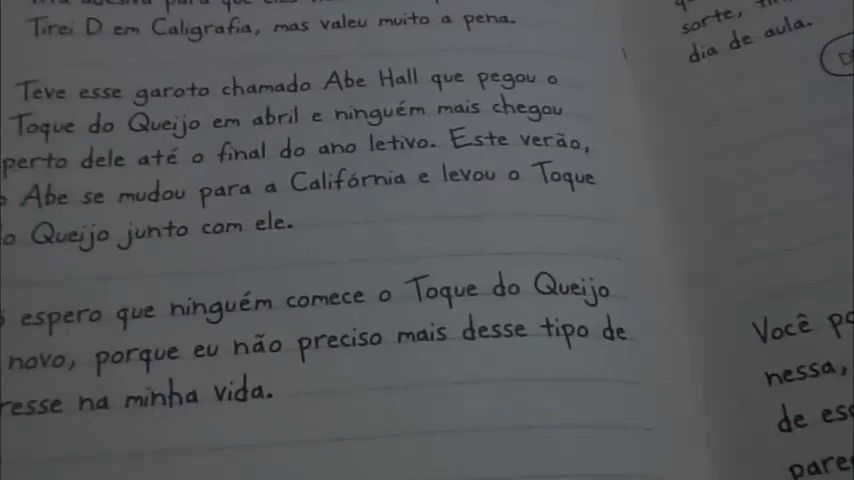 Tirei D em Caligrafia, mas valeu muito a pena.
Teve esse garoto chamado Abe Hall que pegou o
Toque do Queijo em abril e ninguém mais chegou
perto dele até o final do ano letivo. Este verão,
o Abe se mudou para a Califórnia e levou o Toque
o Queijo junto com ele.
espero que ninguém comece o Toque do Queijo
novo, porque eu não preciso mais desse tipo de
resse na minha vida.
sorte,
dia de aula.
Você
nessa,
de